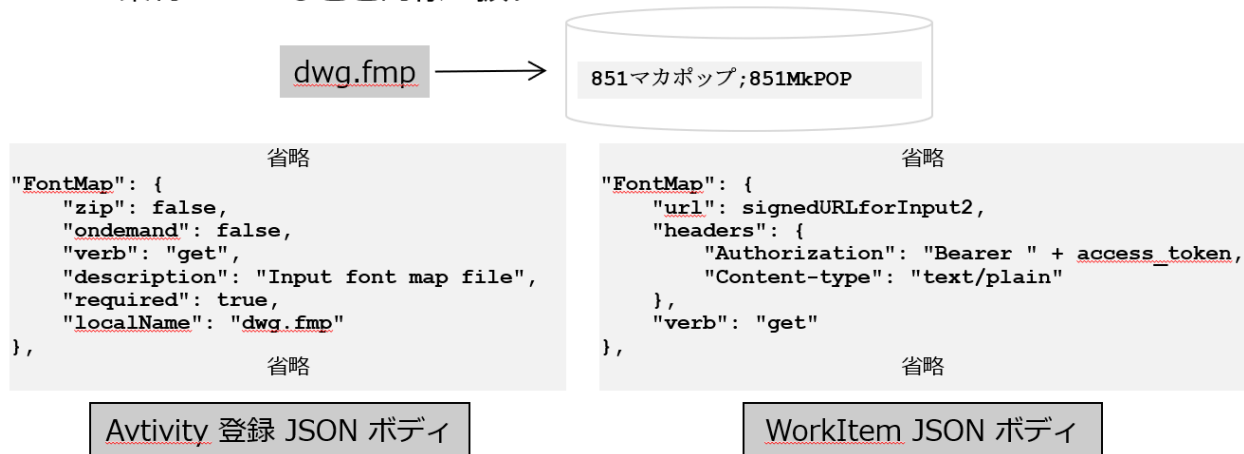 dwg.fmp
851マカポップ;851MkPOP
省略
"FontMap": {
    "zip": false,
    "ondemand": false,
    "verb": "get",
    "description": "Input font map file",
    "required": true,
    "localName": "dwg.fmp"
},
省略
Avtivity 登録 JSON ボディ
省略
"FontMap": {
    "url": signedURLforInput2,
    "headers": {
        "Authorization": "Bearer " + access_token,
        "Content-type": "text/plain"
    },
    "verb": "get"
},
省略
WorkItem JSON ボディ